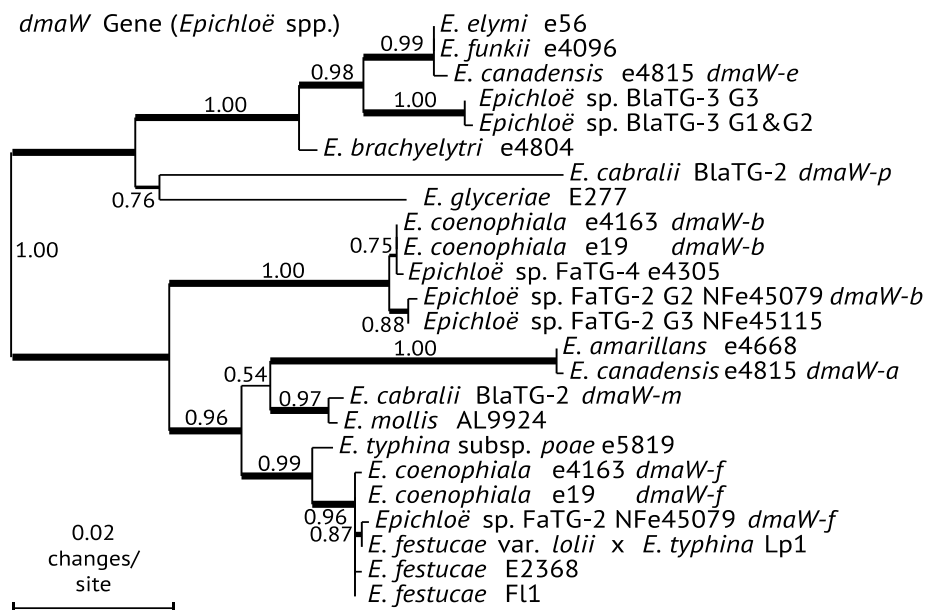 dmaW Gene (Epichloë spp.)
E. elymi e56
0.99
E. funkii e4096
0.98
E. canadensis e4815 dmaW-e
1.00
Epichloë sp. BlaTG-3 G3
1.00
Epichloë sp. BlaTG-3 G1&G2
E. brachyelytri e4804
E. cabralii BlaTG-2 dmaW-p
0.76
E. glyceriae E277
E. coenophiala e4163 dmaW-b
1.00
0.75
E. coenophiala e19 dmaW-b
1.00
Epichloë sp. FaTG-4 e4305
Epichloë sp. FaTG-2 G2 NFe45079 dmaW-b
0.88
Epichloë sp. FaTG-2 G3 NFe45115
1.00
E. amarillans e4668
0.54
E. canadensis e4815 dmaW-a
0.97
E. cabralii BlaTG-2 dmaW-m
0.96
E. mollis AL9924
E. typhina subsp. poae e5819
0.99
E. coenophiala e4163 dmaW-f
E. coenophiala e19 dmaW-f
0.96
Epichloë sp. FaTG-2 NFe45079 dmaW-f
0.87
E. festucae var. lolii x E. typhina Lp1
E. festucae E2368
E. festucae Fl1
0.02
changes/
site